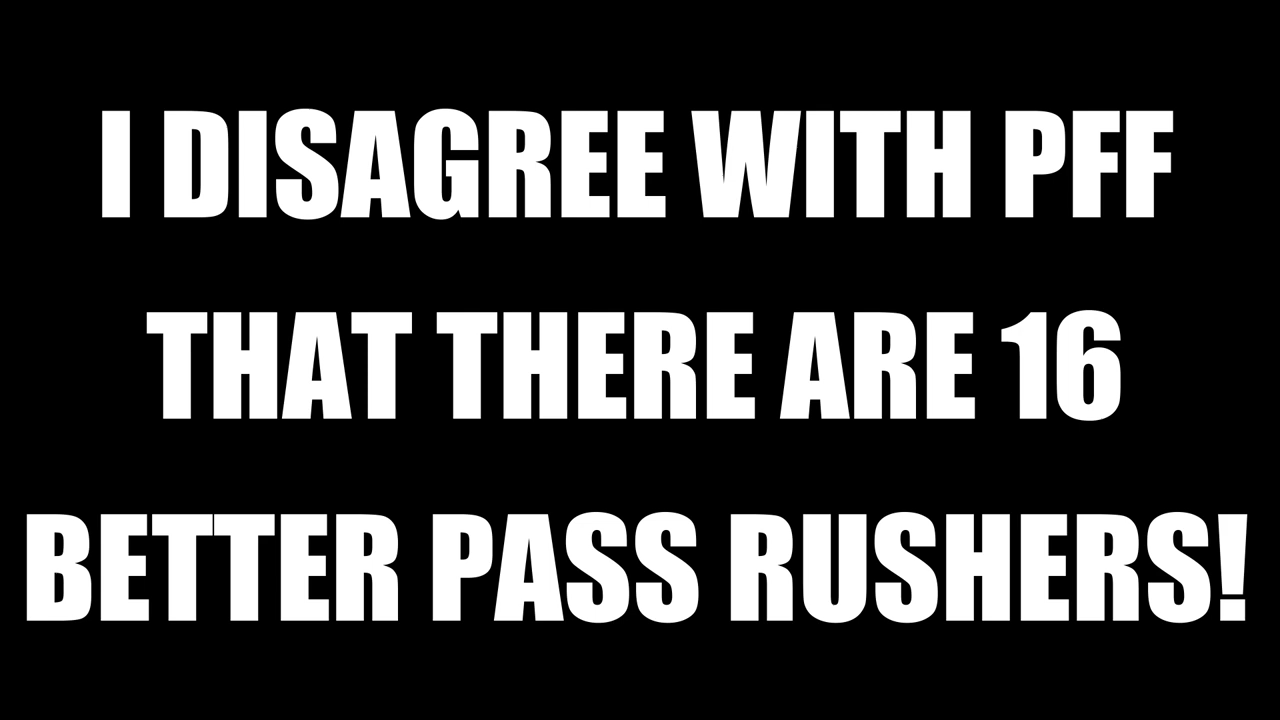 I DISAGREE WITH PFF
THAT THERE ARE 16
BETTER PASS RUSHERS!